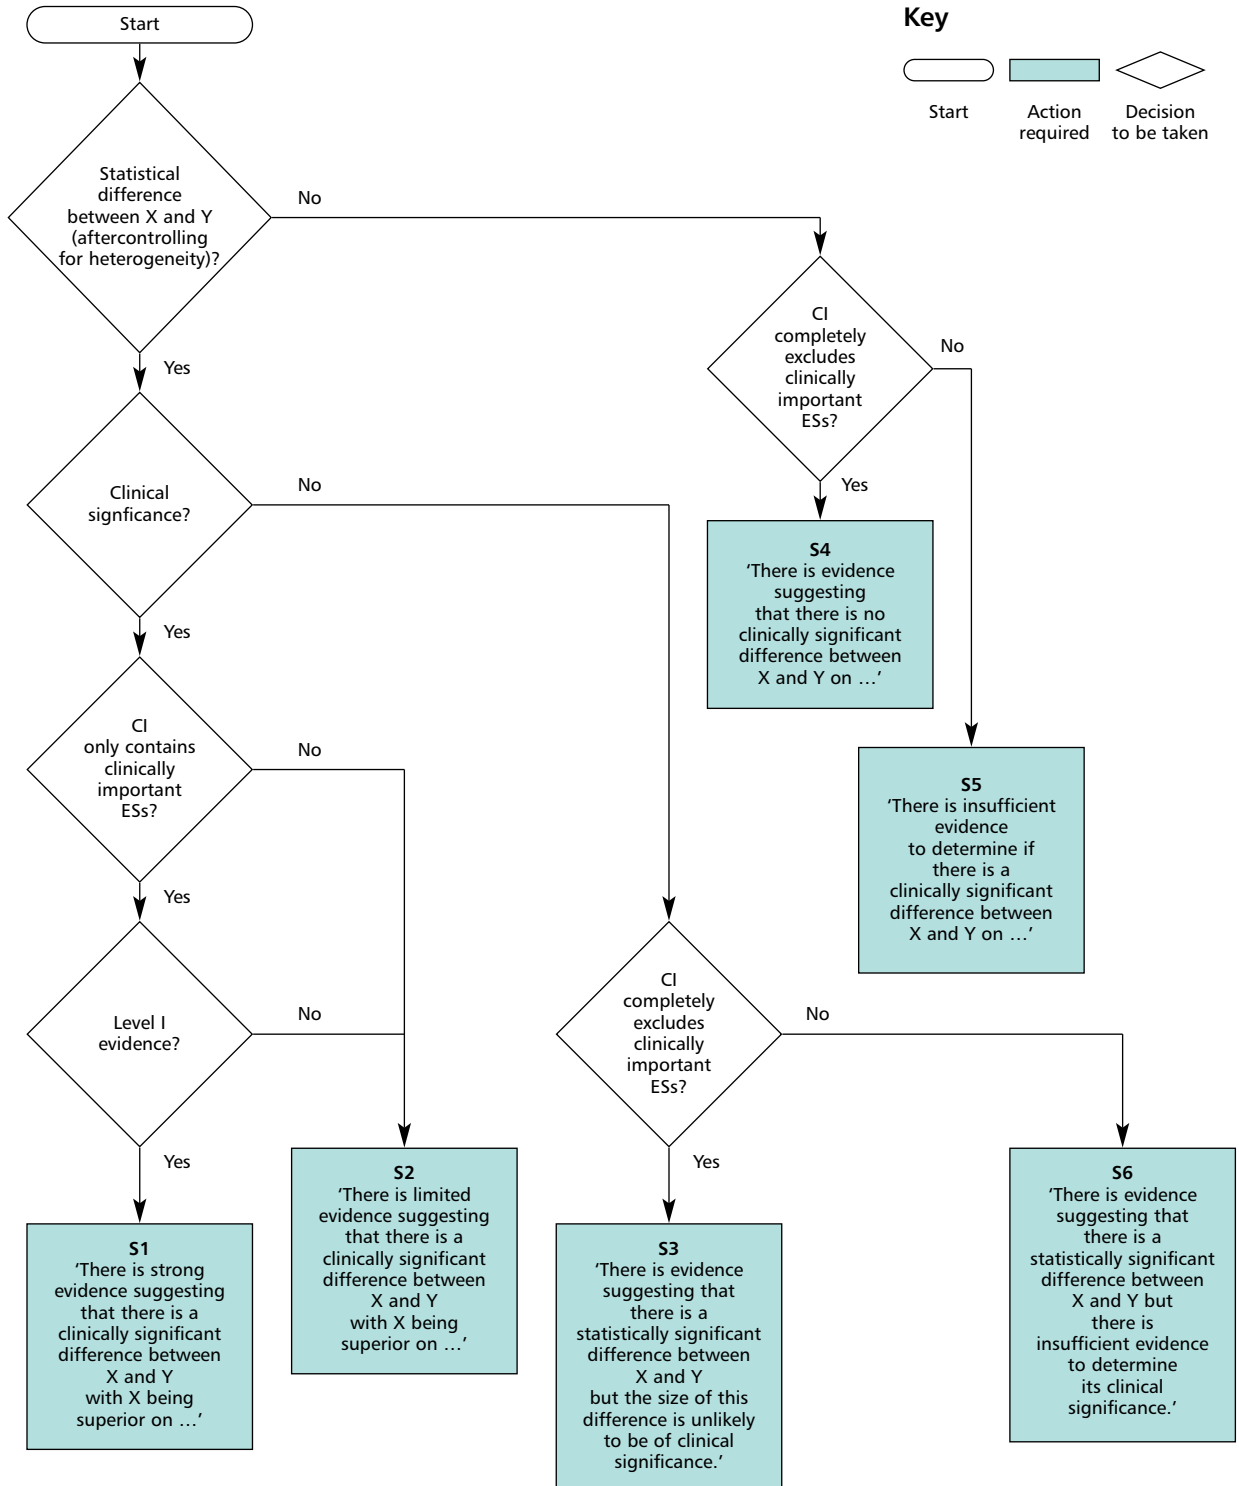 Start
Key
Start
Action
required
Decision
to be taken
Statistical
difference
between X and Y
(aftercontrolling
for heterogeneity)?
No
Yes
CI
completely
excludes
clinically
important
ESs?
No
Yes
Clinical
signficance?
No
Yes
S4
‘There is evidence
suggesting
that there is no
clinically significant
difference between
X and Y on …’
CI
only contains
clinically
important
ESs?
No
Yes
S5
‘There is insufficient
evidence
to determine if
there is a
clinically significant
difference between
X and Y on …’
Level I
evidence?
No
Yes
CI
completely
excludes
clinically
important
ESs?
No
Yes
S1
‘There is strong
evidence suggesting
that there is a
clinically significant
difference between
X and Y
with X being
superior on …’
S2
‘There is limited
evidence suggesting
that there is a
clinically significant
difference between
X and Y
with X being
superior on …’
S3
‘There is evidence
suggesting that
there is a
statistically significant
difference between
X and Y
but the size of this
difference is unlikely
to be of clinical
significance.’
S6
‘There is evidence
suggesting that
there is a
statistically significant
difference between
X and Y but
there is
insufficient evidence
to determine
its clinical
significance.’